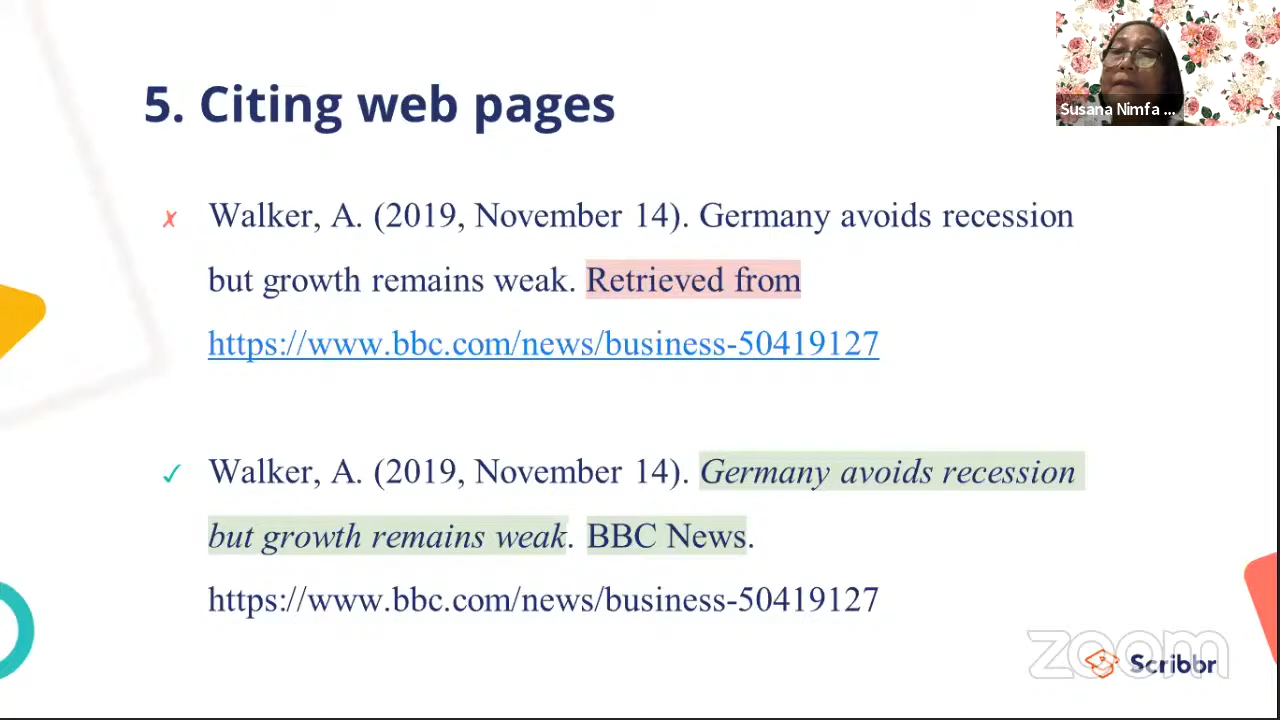 Susana Nimfa ...
5. Citing web pages
✗ Walker, A. (2019, November 14). Germany avoids recession
but growth remains weak. Retrieved from
https://www.bbc.com/news/business-50419127
✓ Walker, A. (2019, November 14). Germany avoids recession
but growth remains weak. BBC News.
https://www.bbc.com/news/business-50419127
zoom
Scribbr